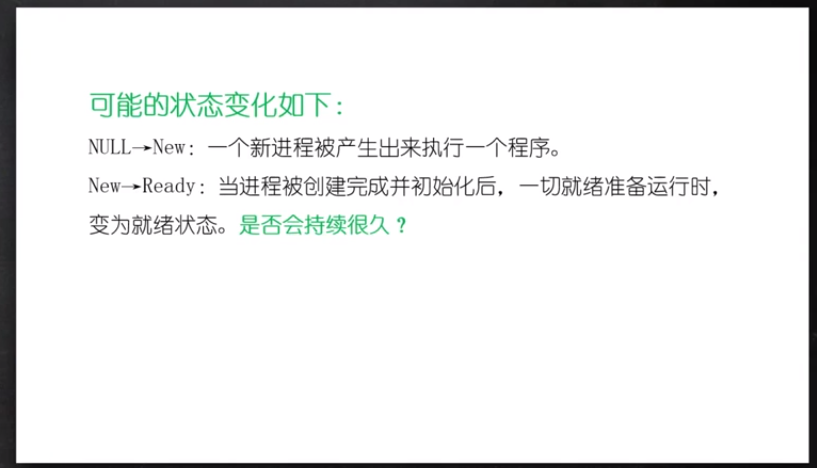 可能的状态变化如下：
NULL→New：一个新进程被产生出来执行一个程序。
New→Ready：当进程被创建完成并初始化后，一切就绪准备运行时，
变为就绪状态。是否会持续很久？